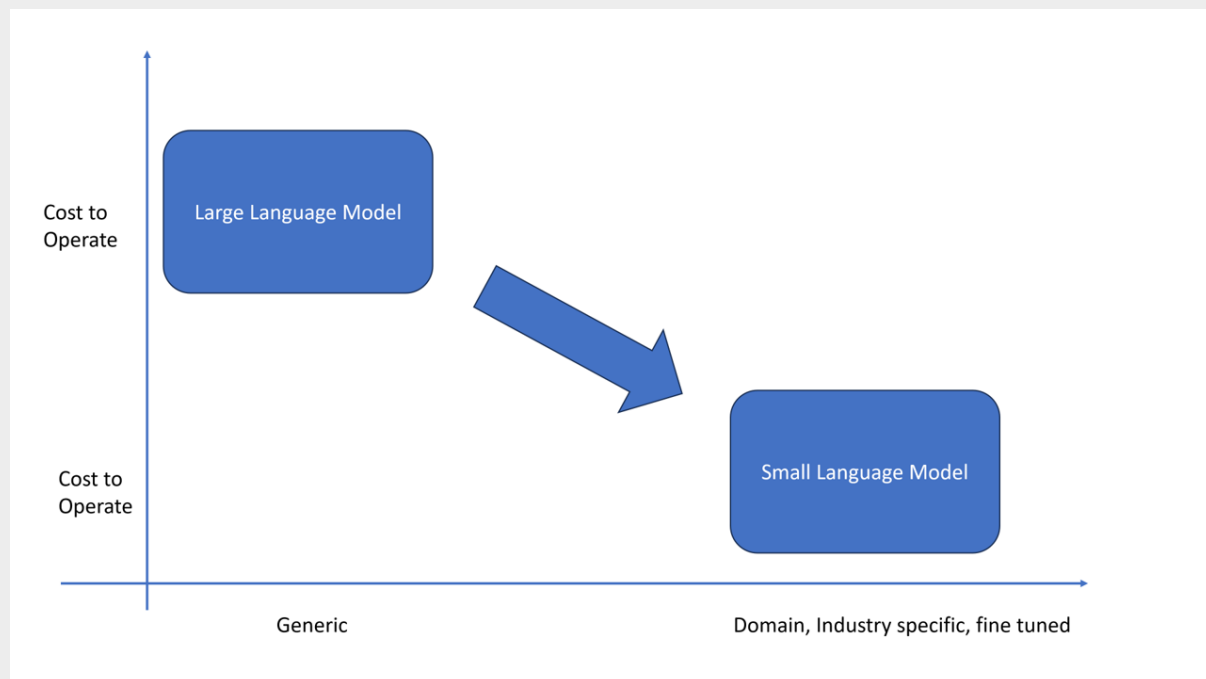 Large Language Model
Cost to
Operate
Small Language Model
Cost to
Operate
Generic
Domain, Industry specific, fine tuned